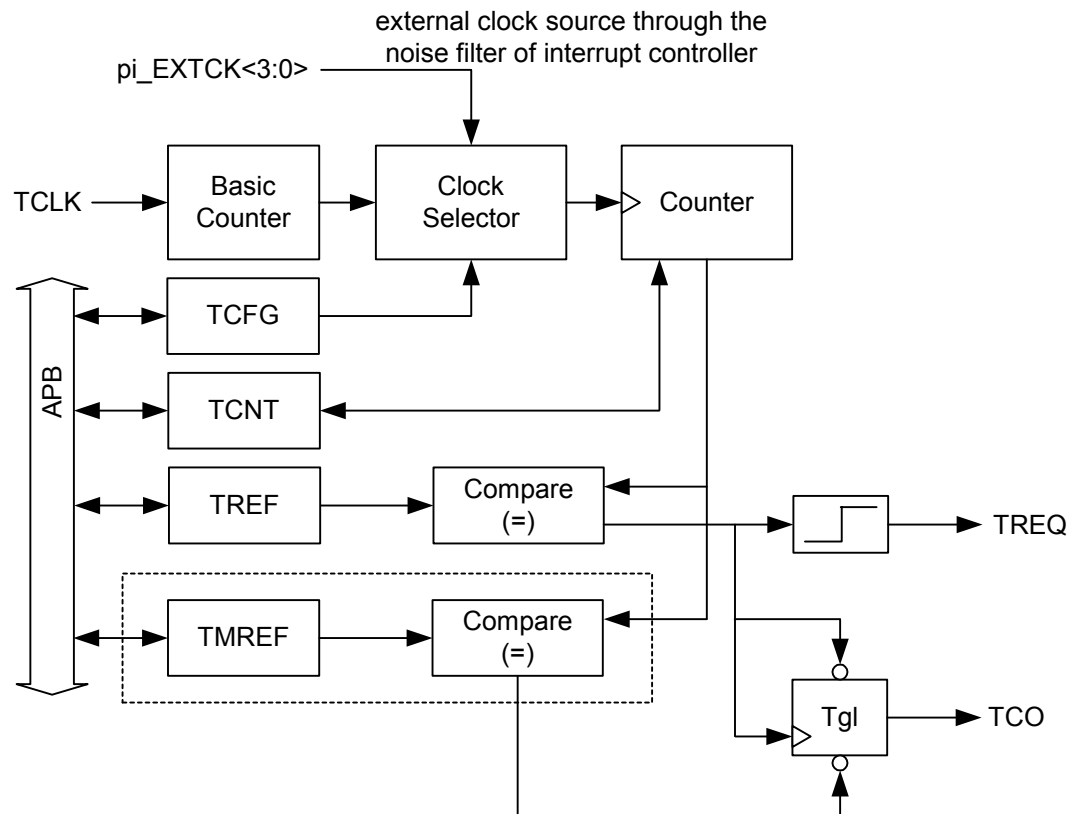 external clock source through the
noise filter of interrupt controller
pi_EXTCK<3:0>
TCLK
Basic
Counter
Clock
Selector
Counter
TCFG
APB
TCNT
TREF
Compare
(=)
TREQ
TMREF
Compare
(=)
Tgl
TCO